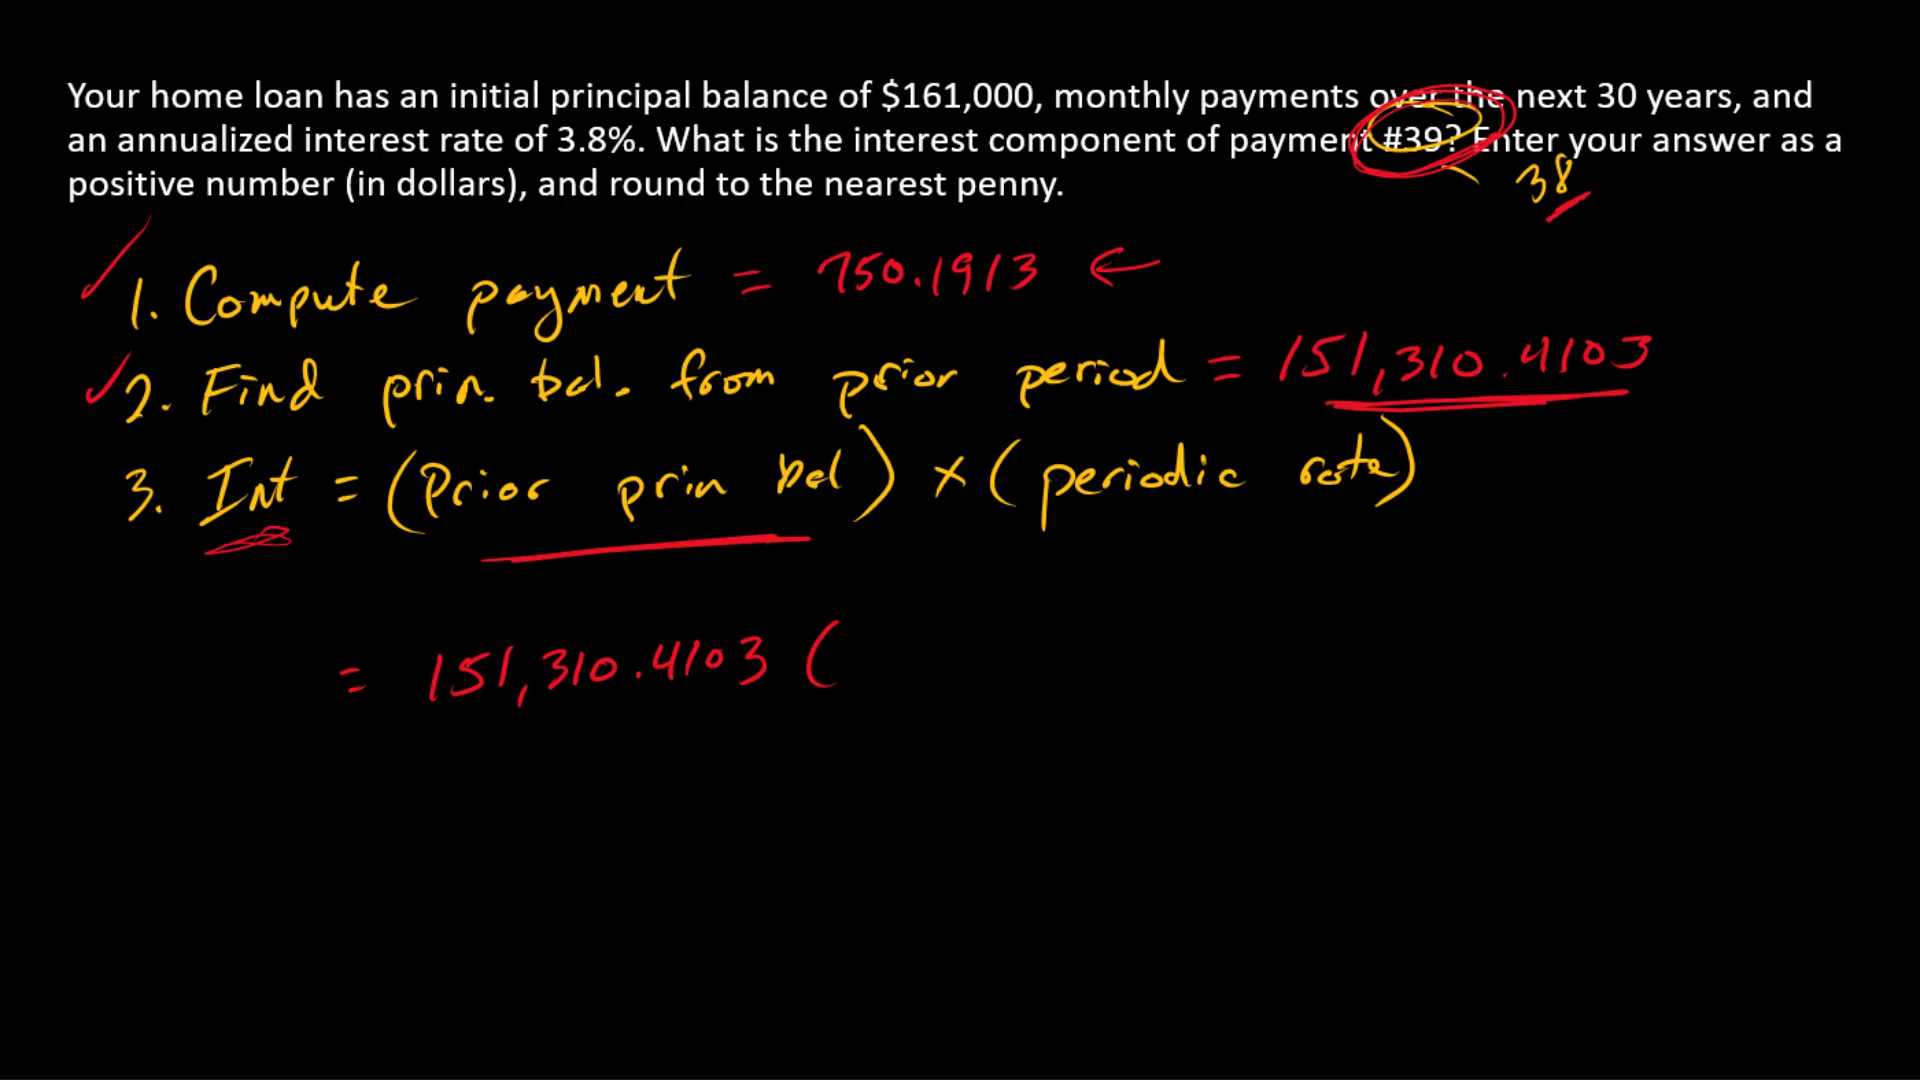 Your home loan has an initial principal balance of $161,000, monthly payments over the next 30 years, and
an annualized interest rate of 3.8%. What is the interest component of payment #39? Enter your answer as a
positive number (in dollars), and round to the nearest penny.
38
1. Compute payment = 750.1913 ←
2. Find prin. bal. from prior period = 151,310.4103
3. Int = (Prior prin bal) × (periodic rate)
= 151,310.4103 (